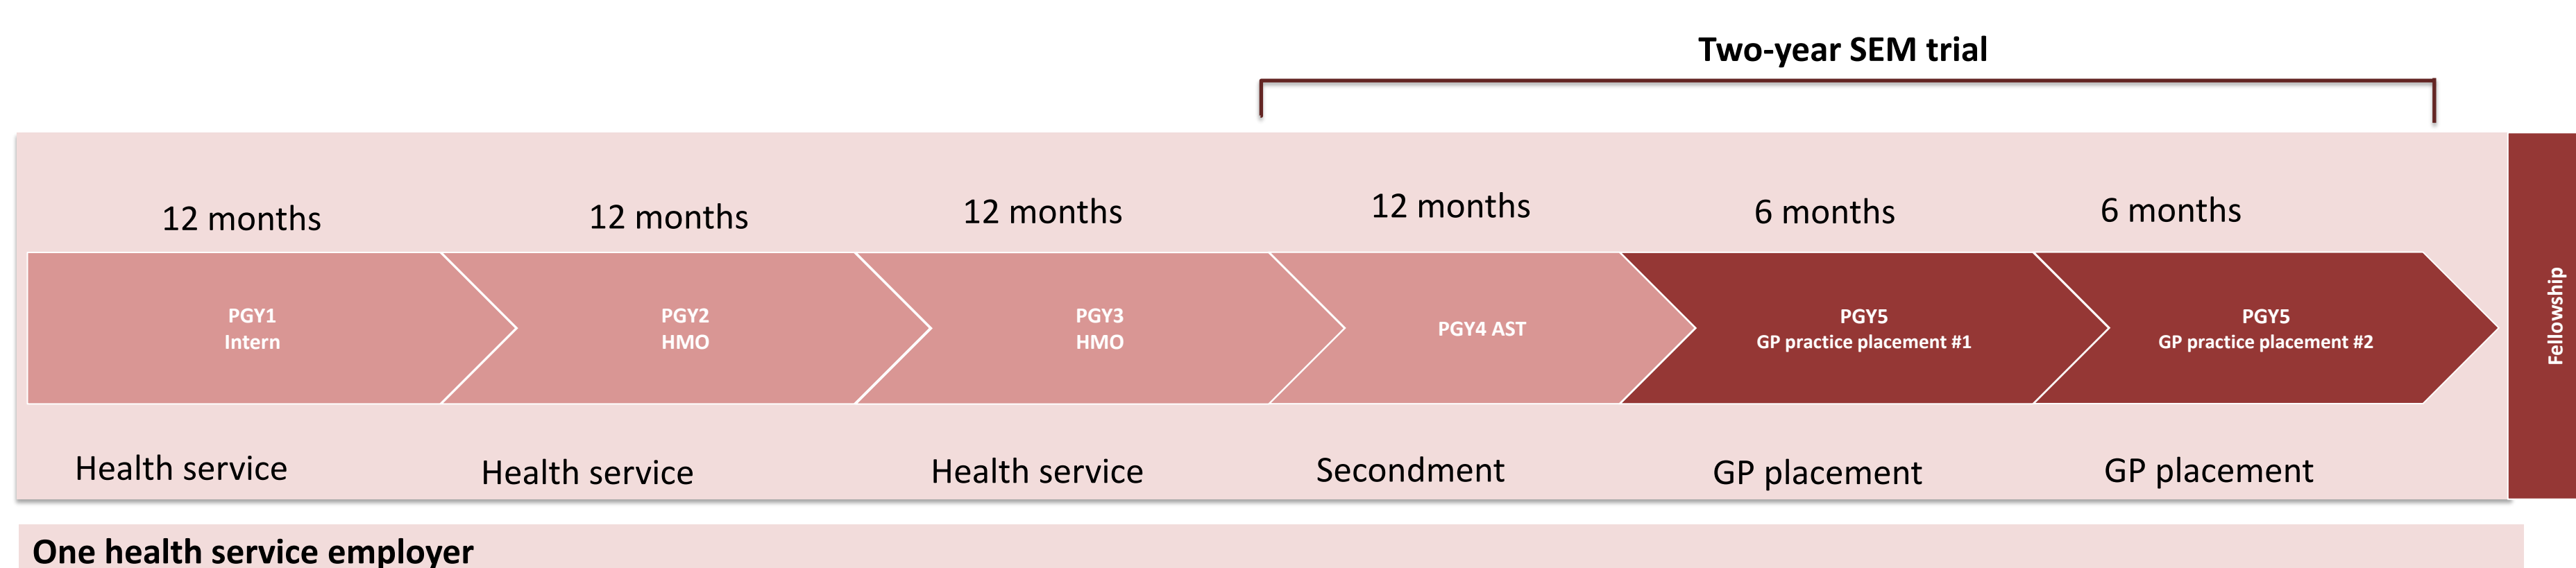 Two-year SEM trial
12 months
12 months
12 months
12 months
6 months
6 months
PGY1
Intern
PGY2
HMO
PGY3
HMO
PGY4 AST
PGY5
GP practice placement #1
PGY5
GP practice placement #2
Fellowship
Health service
Health service
Health service
Secondment
GP placement
GP placement
One health service employer